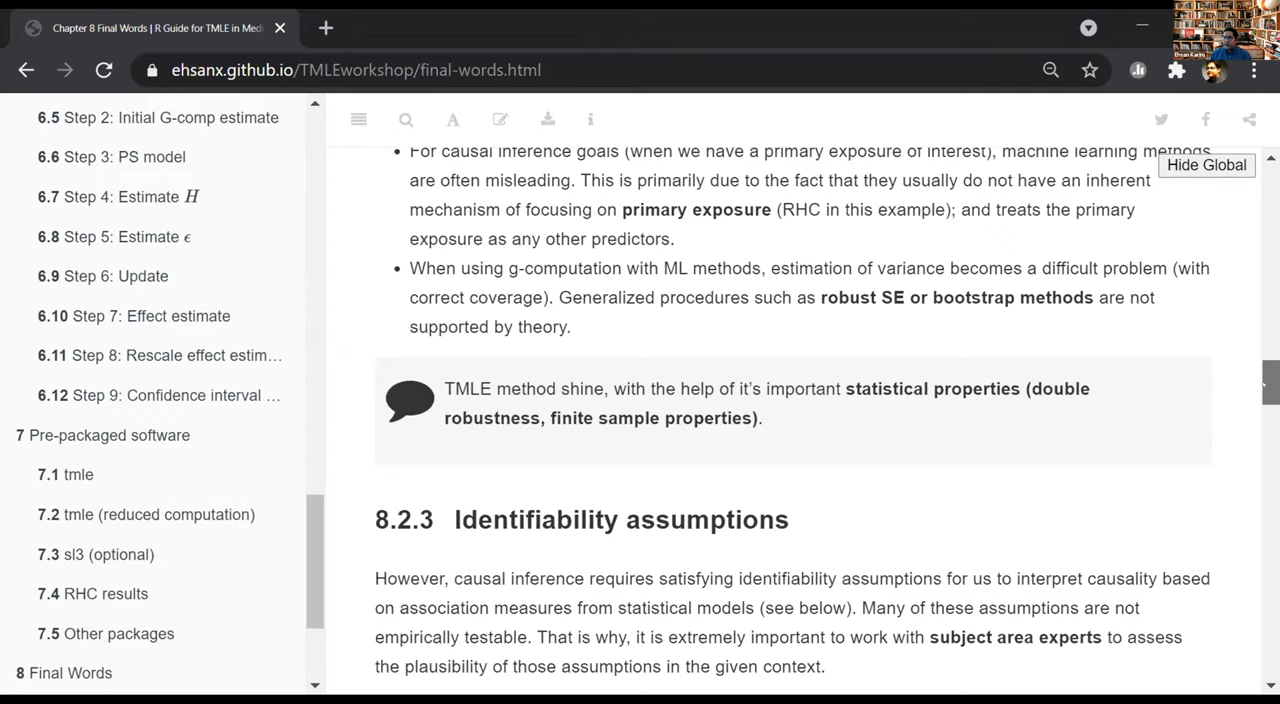 Chapter 8 Final Words | R Guide for TMLE in Medi
ehsanx.github.io/TMLEworkshop/final-words.html
Ehsan Karim
6.5 Step 2: Initial G-comp estimate
6.6 Step 3: PS model
6.7 Step 4: Estimate H
6.8 Step 5: Estimate ϵ
6.9 Step 6: Update
6.10 Step 7: Effect estimate
6.11 Step 8: Rescale effect estim…
6.12 Step 9: Confidence interval …
7 Pre-packaged software
7.1 tmle
7.2 tmle (reduced computation)
7.3 sl3 (optional)
7.4 RHC results
7.5 Other packages
8 Final Words
A
i
Hide Global
• For causal inference goals (when we have a primary exposure of interest), machine learning methods
are often misleading. This is primarily due to the fact that they usually do not have an inherent
mechanism of focusing on primary exposure (RHC in this example); and treats the primary
exposure as any other predictors.
• When using g-computation with ML methods, estimation of variance becomes a difficult problem (with
correct coverage). Generalized procedures such as robust SE or bootstrap methods are not
supported by theory.
TMLE method shine, with the help of it's important statistical properties (double
robustness, finite sample properties).
8.2.3 Identifiability assumptions
However, causal inference requires satisfying identifiability assumptions for us to interpret causality based
on association measures from statistical models (see below). Many of these assumptions are not
empirically testable. That is why, it is extremely important to work with subject area experts to assess
the plausibility of those assumptions in the given context.